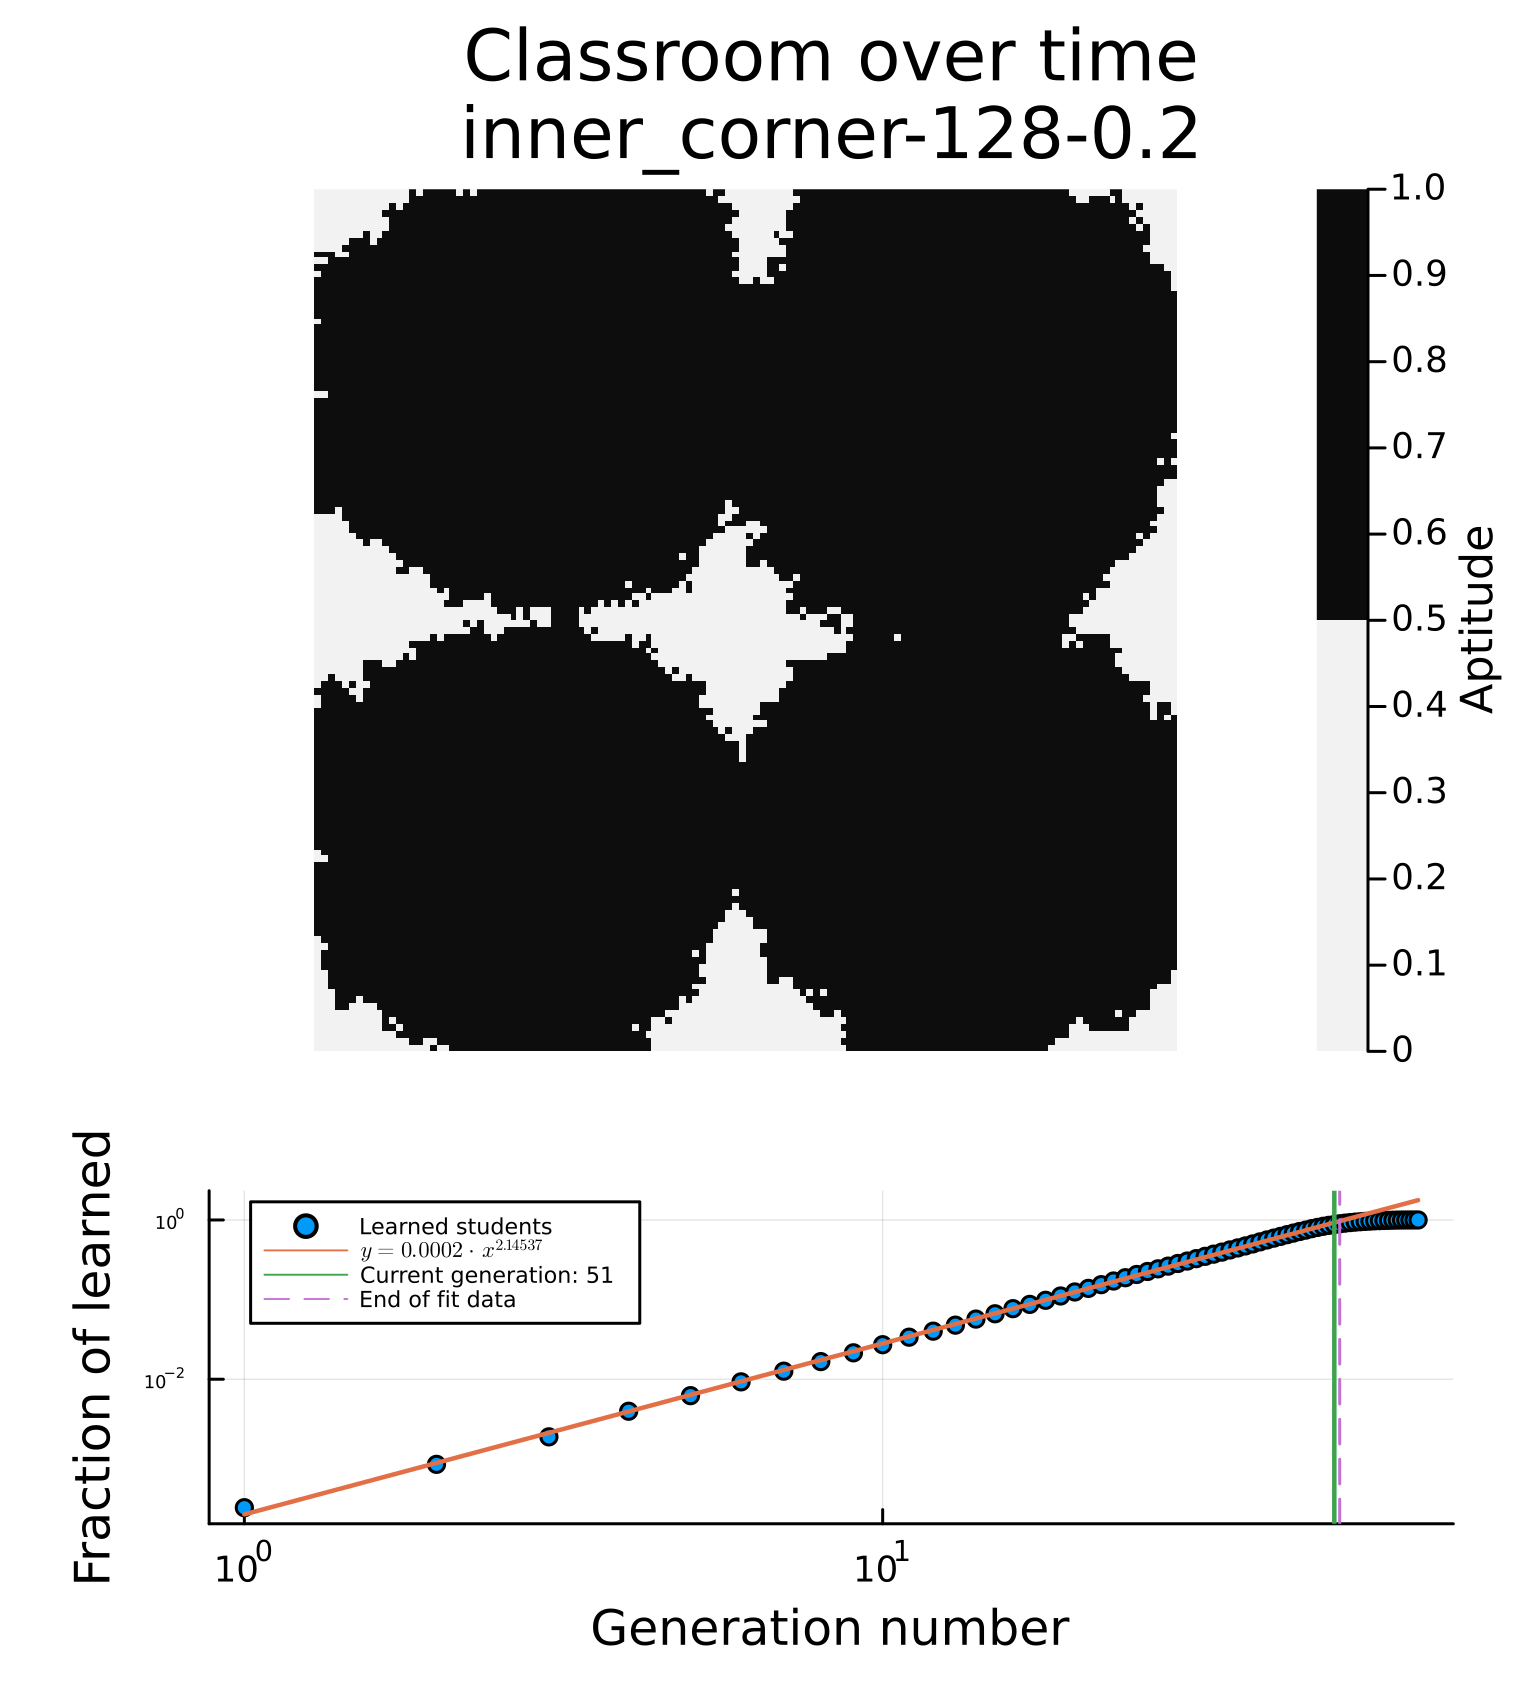 Classroom over time
inner_corner-128-0.2
1.0
0.9
0.8
0.7
0.6
0.5
0.4
0.3
0.2
0.1
0
Aptitude
Fraction of learned
10^0
10^-2
Learned students
y = 0.0002 · x^2.14537
Current generation: 51
End of fit data
10^0
10^1
Generation number